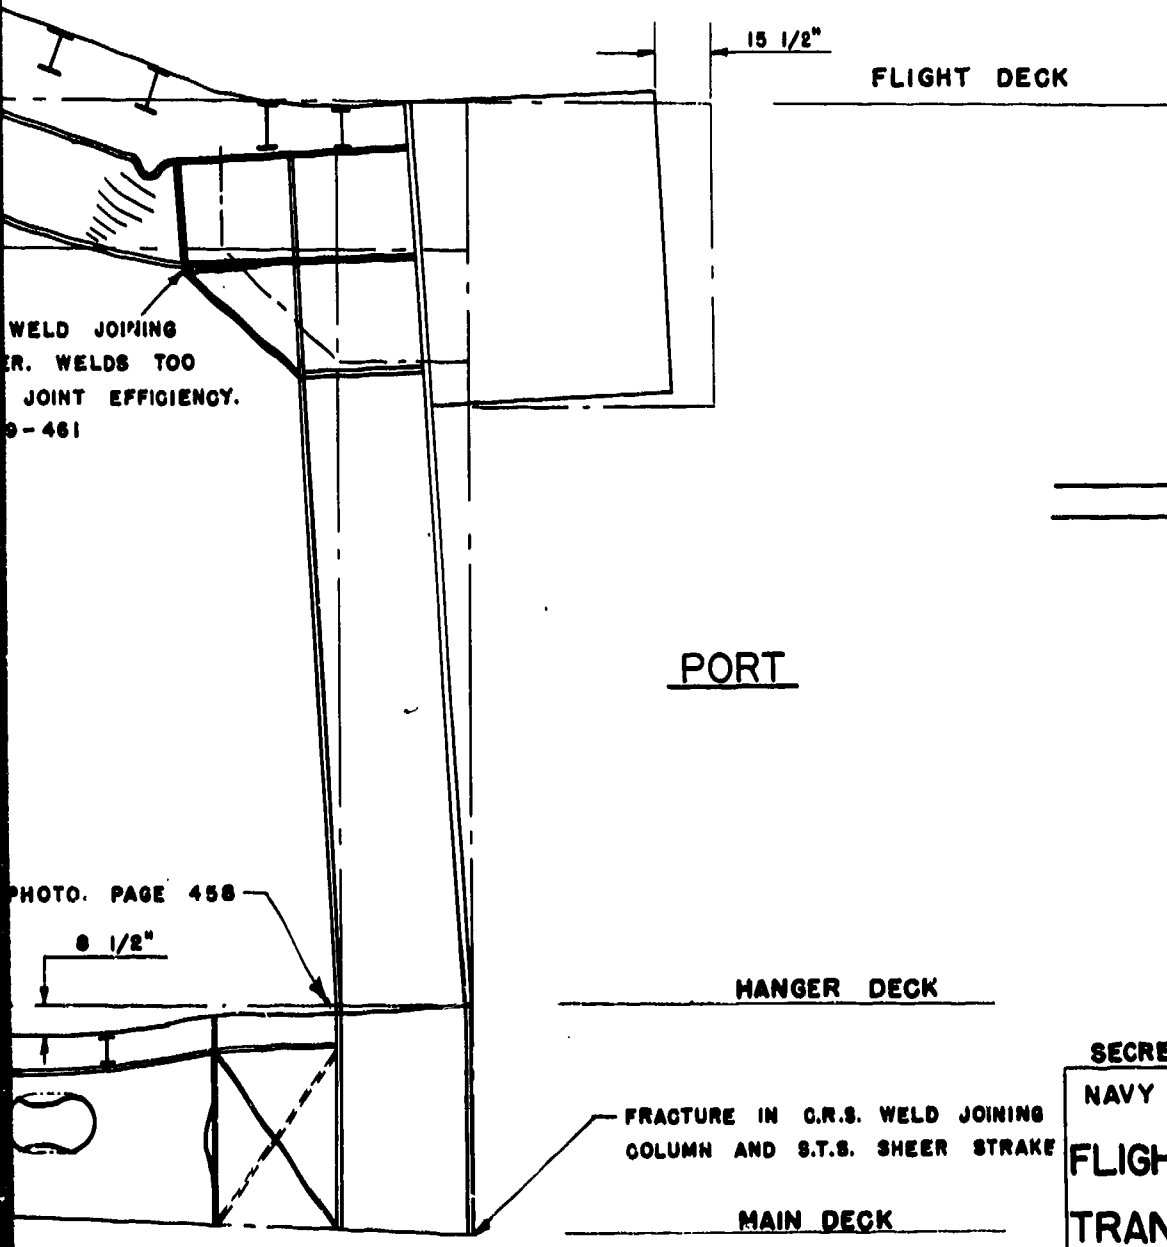 15 1/2"
FLIGHT DECK
WELD JOINING
ER. WELDS TOO
JOINT EFFICIENCY.
9-461
PORT
PHOTO. PAGE 458
8 1/2"
HANGER DECK
SECRE
NAVY
FRACTURE IN C.R.S. WELD JOINING
COLUMN AND S.T.S. SHEER STRAKE
FLIGH
TRAN
MAIN DECK